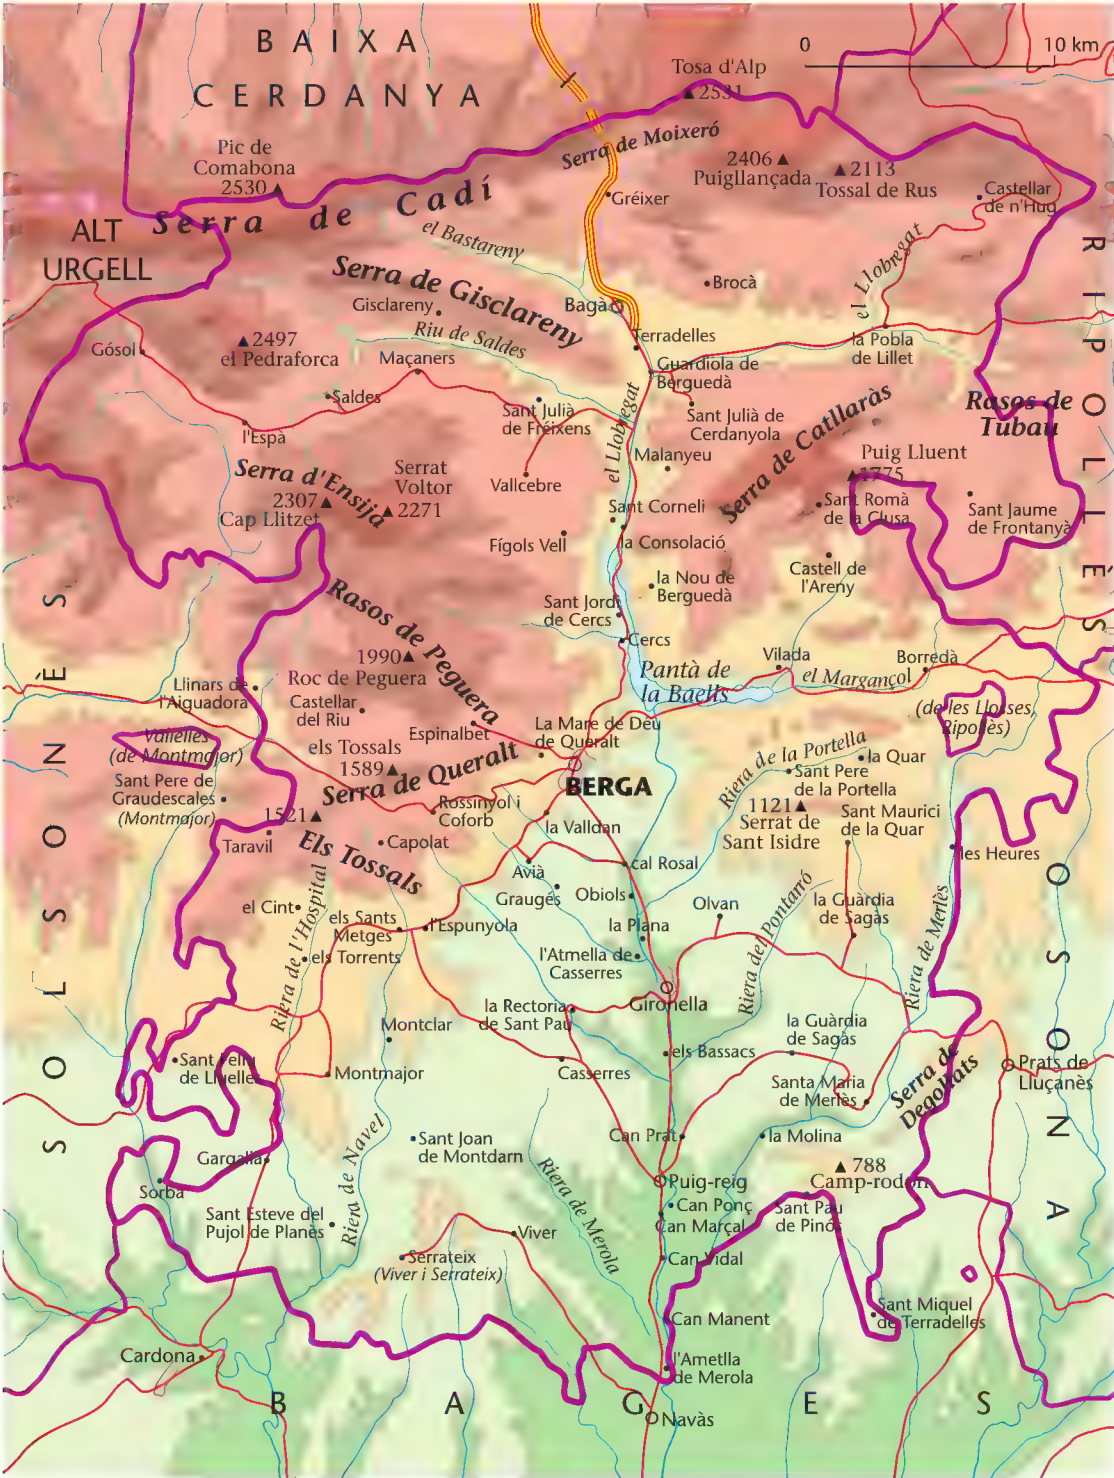 BAIXA
CERDANYA
0
10 km
Tosa d'Alp
2531
Serra de Moixeró
Pic de
Comabona
2530
2406
Puigllançada
2113
Tossal de Rus
Castellar
de n'Hug
Gréixer
Serra de Cadí
ALT
URGELL
el Bastareny
Serra de Gisclareny
Gisclareny
Brocà
el Llobregat
Bagà
RIPOLLÈS
Riu de Saldes
Terradelles
la Pobla
de Lillet
2497
el Pedraforca
Gósol
Maçaners
Guardiola de
Berguedà
Saldes
Sant Julià
de Fréixens
Sant Julià de
Cerdanyola
Rasos de
Tubau
l'Espà
el Llobregat
Serra de Catllaràs
Malanyeu
Puig Lluent
1775
Serra d'Ensija
Serrat
Voltor
2271
2307
Cap Llitzet
Vallcebre
Sant Corneli
Sant Romà
de la Clusa
Sant Jaume
de Frontanyà
Fígols Vell
la Consolació
Castell de
l'Areny
la Nou de
Berguedà
Sant Jordi
de Cercs
Cercs
Rasos de Peguera
1990
Roc de Peguera
SOLSONÈS
Pantà de
la Baells
Vilada
el Margançol
Borredà
Llinars de
l'Aiguadora
Castellar
del Riu
(de les Llosses,
Ripollès)
Espinalbet
La Mare de Déu
de Queralt
Valielles
(de Montmajor)
els Tossals
1589
Serra de Queralt
BERGA
Riera de la Portella
la Quar
Sant Pere
de la Portella
Sant Pere de
Graudescales
(Montmajor)
1521
Rossinyol i
Coforb
1121
Serrat de
Sant Isidre
Sant Maurici
de la Quar
la Valldan
Taravil
Els Tossals
Capolat
les Heures
Avià
cal Rosal
OSONA
Graugés
Obiols
el Cint
Riera de l'Hospital
els Sants
Metges
l'Espunyola
Olvan
la Guàrdia
de Sagàs
la Plana
Riera del Pontarró
Riera de Merlès
els Torrents
l'Atmella de
Casserres
Gironella
la Rectoria
de Sant Pau
Montclar
la Guàrdia
de Sagàs
Sant Feliu
de Lluelles
Montmajor
Casserres
els Bassacs
Prats de
Lluçanès
Santa Maria
de Merlès
Serra de
Degollats
Riera de Navel
Sant Joan
de Montdarn
Can Prat
la Molina
Gargallà
Riera de Merola
788
Camp-rodon
Sorba
Puig-reig
Can Ponç
Can Marçal
Sant Pau
de Pinós
Sant Esteve del
Pujol de Planès
Viver
Serrateix
(Viver i Serrateix)
Can Vidal
Can Manent
Sant Miquel
de Terradelles
Cardona
l'Ametlla
de Merola
BAGES
Navàs